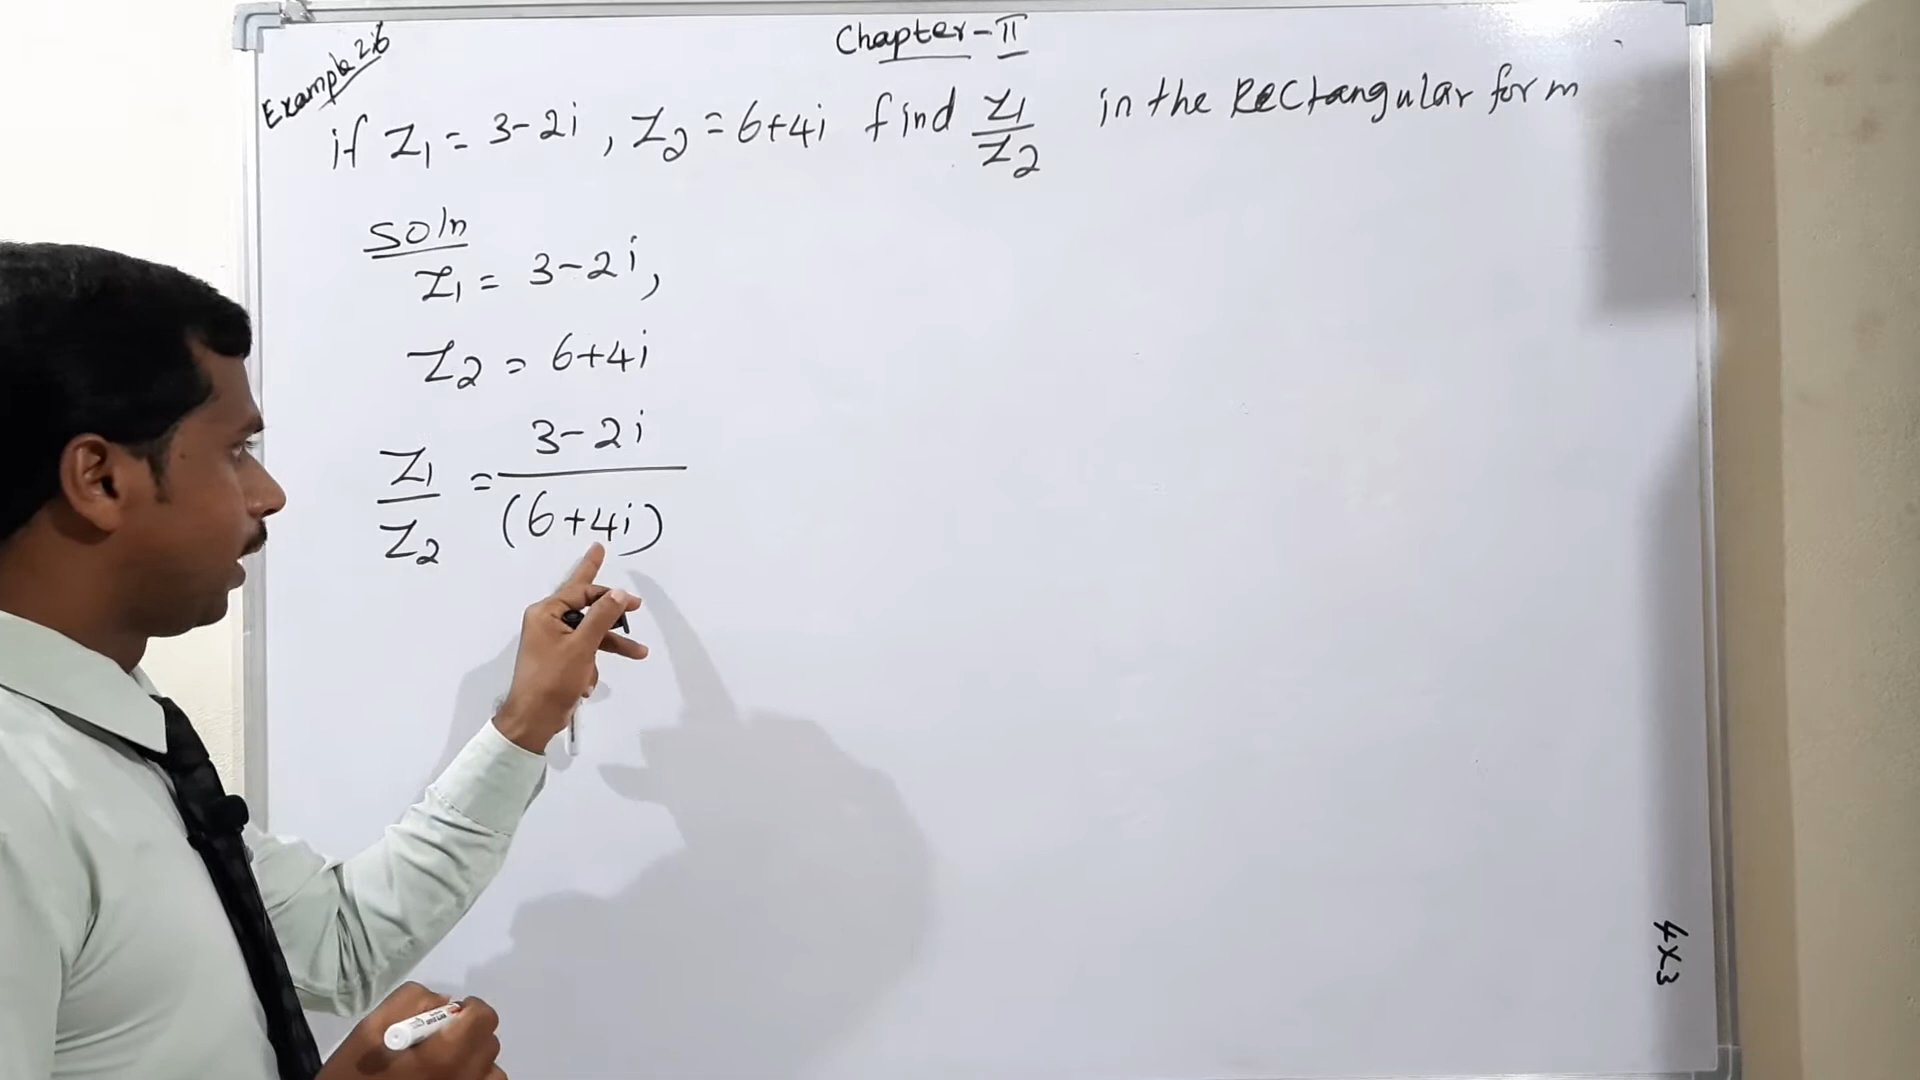 Chapter-II
Example 2.6
if Z1 = 3-2i , Z2 = 6+4i find Z1/Z2 in the Rectangular form
Soln
Z1 = 3-2i,
Z2 = 6+4i
Z1/Z2 = 3-2i/(6+4i)
4x3